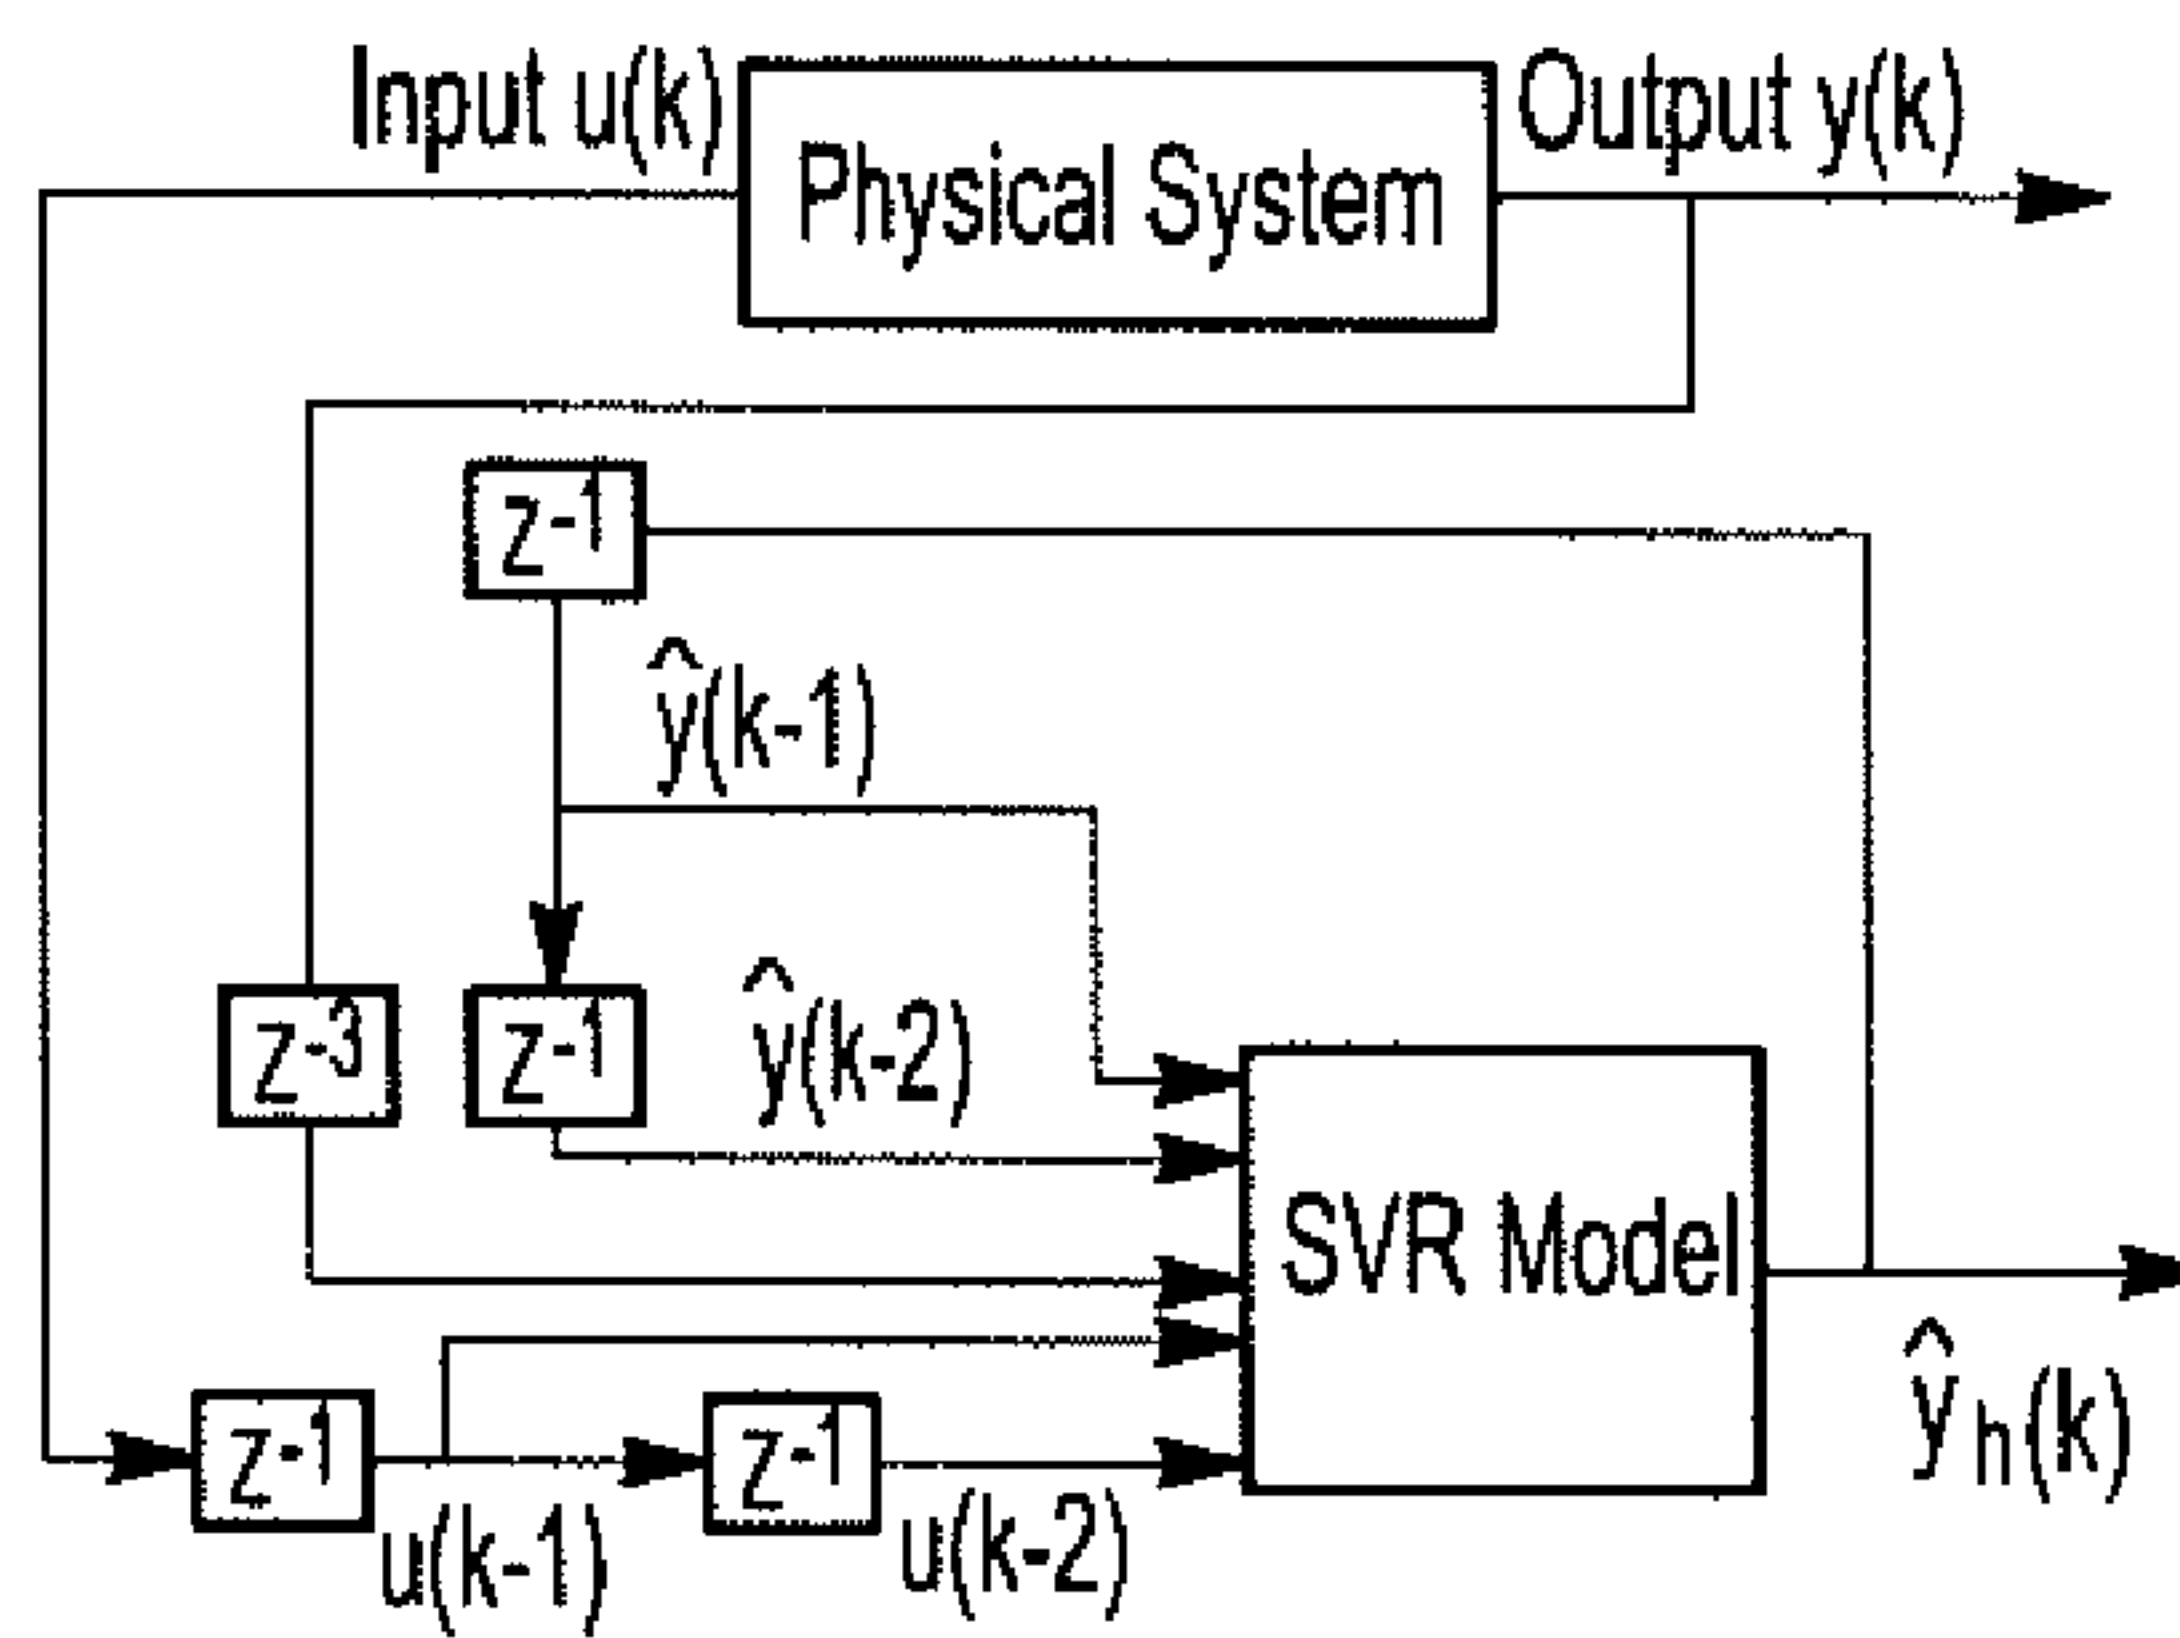 Input u(k)
Output y(k)
Physical System
z⁻¹
ŷ(k-1)
z⁻³
z⁻¹
ŷ(k-2)
SVR Model
ŷₕ(k)
z⁻¹
z⁻¹
u(k-1)
u(k-2)